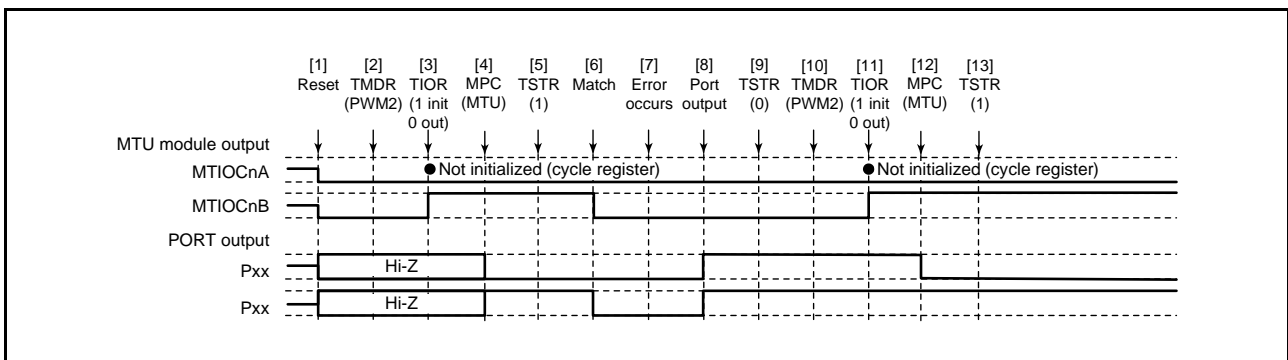 [1] [2] [3] [4] [5] [6] [7] [8] [9] [10] [11] [12] [13]
Reset TMDR TIOR MPC TSTR Match Error Port TSTR TMDR TIOR MPC TSTR
(PWM2) (1 init (MTU) (1) occurs output (0) (PWM2) (1 init (MTU) (1)
0 out) 0 out)
MTU module output
MTIOCnA Not initialized (cycle register) Not initialized (cycle register)
MTIOCnB
PORT output
Pxx Hi-Z
Pxx Hi-Z